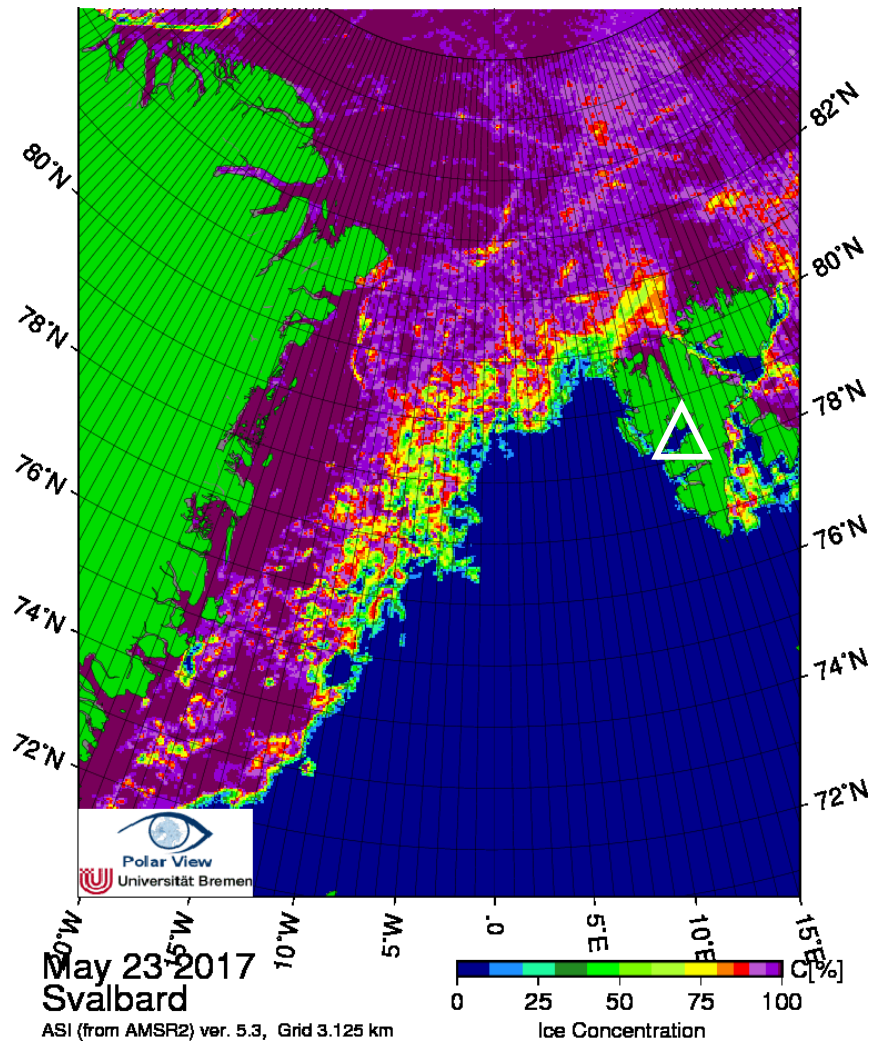 82°N
80°N
80°N
78°N
78°N
76°N
76°N
74°N
74°N
72°N
72°N
Polar View
Universität Bremen
20°W
15°W
10°W
5°W
.0
5°E
10°E
15°E
May 23 2017
Svalbard
ASI (from AMSR2) ver. 5.3, Grid 3.125 km
C[%]
0 25 50 75 100
Ice Concentration